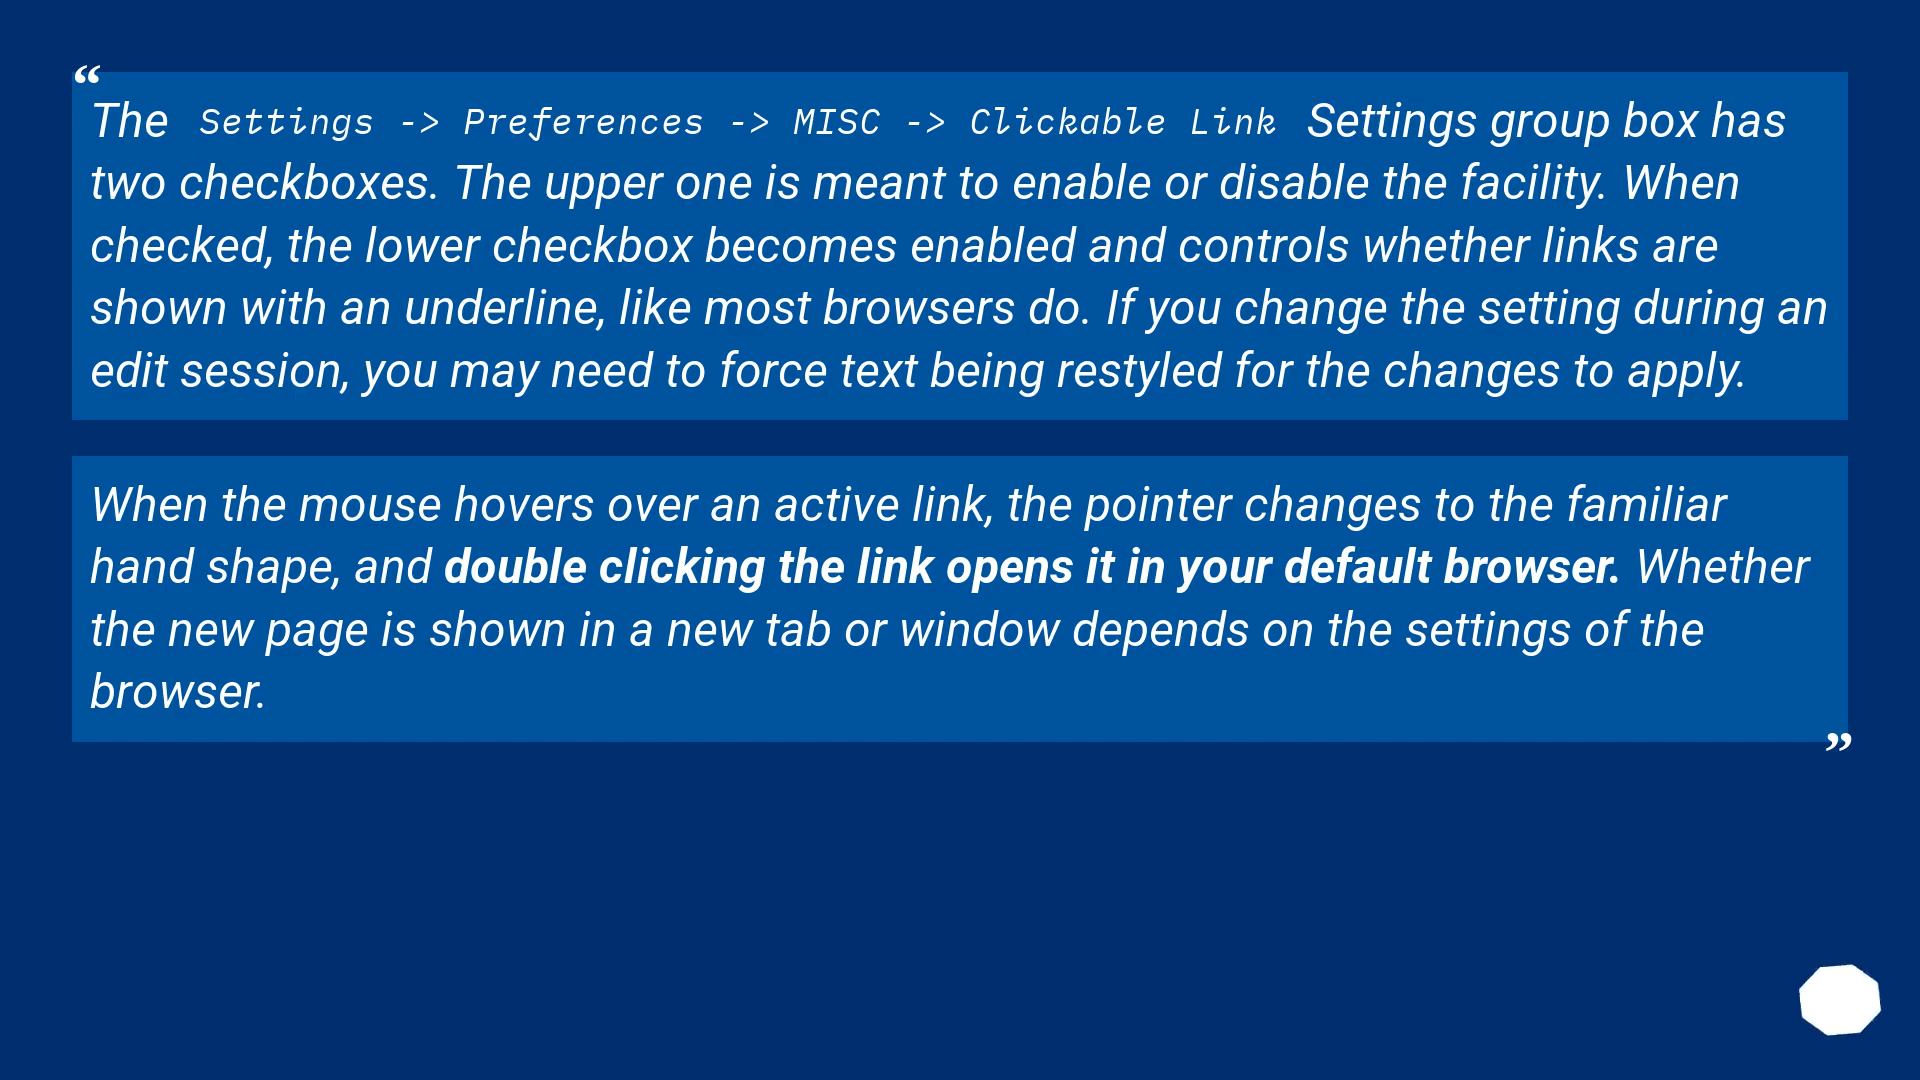 “
The Settings -> Preferences -> MISC -> Clickable Link Settings group box has
two checkboxes. The upper one is meant to enable or disable the facility. When
checked, the lower checkbox becomes enabled and controls whether links are
shown with an underline, like most browsers do. If you change the setting during an
edit session, you may need to force text being restyled for the changes to apply.
When the mouse hovers over an active link, the pointer changes to the familiar
hand shape, and double clicking the link opens it in your default browser. Whether
the new page is shown in a new tab or window depends on the settings of the
browser.
”